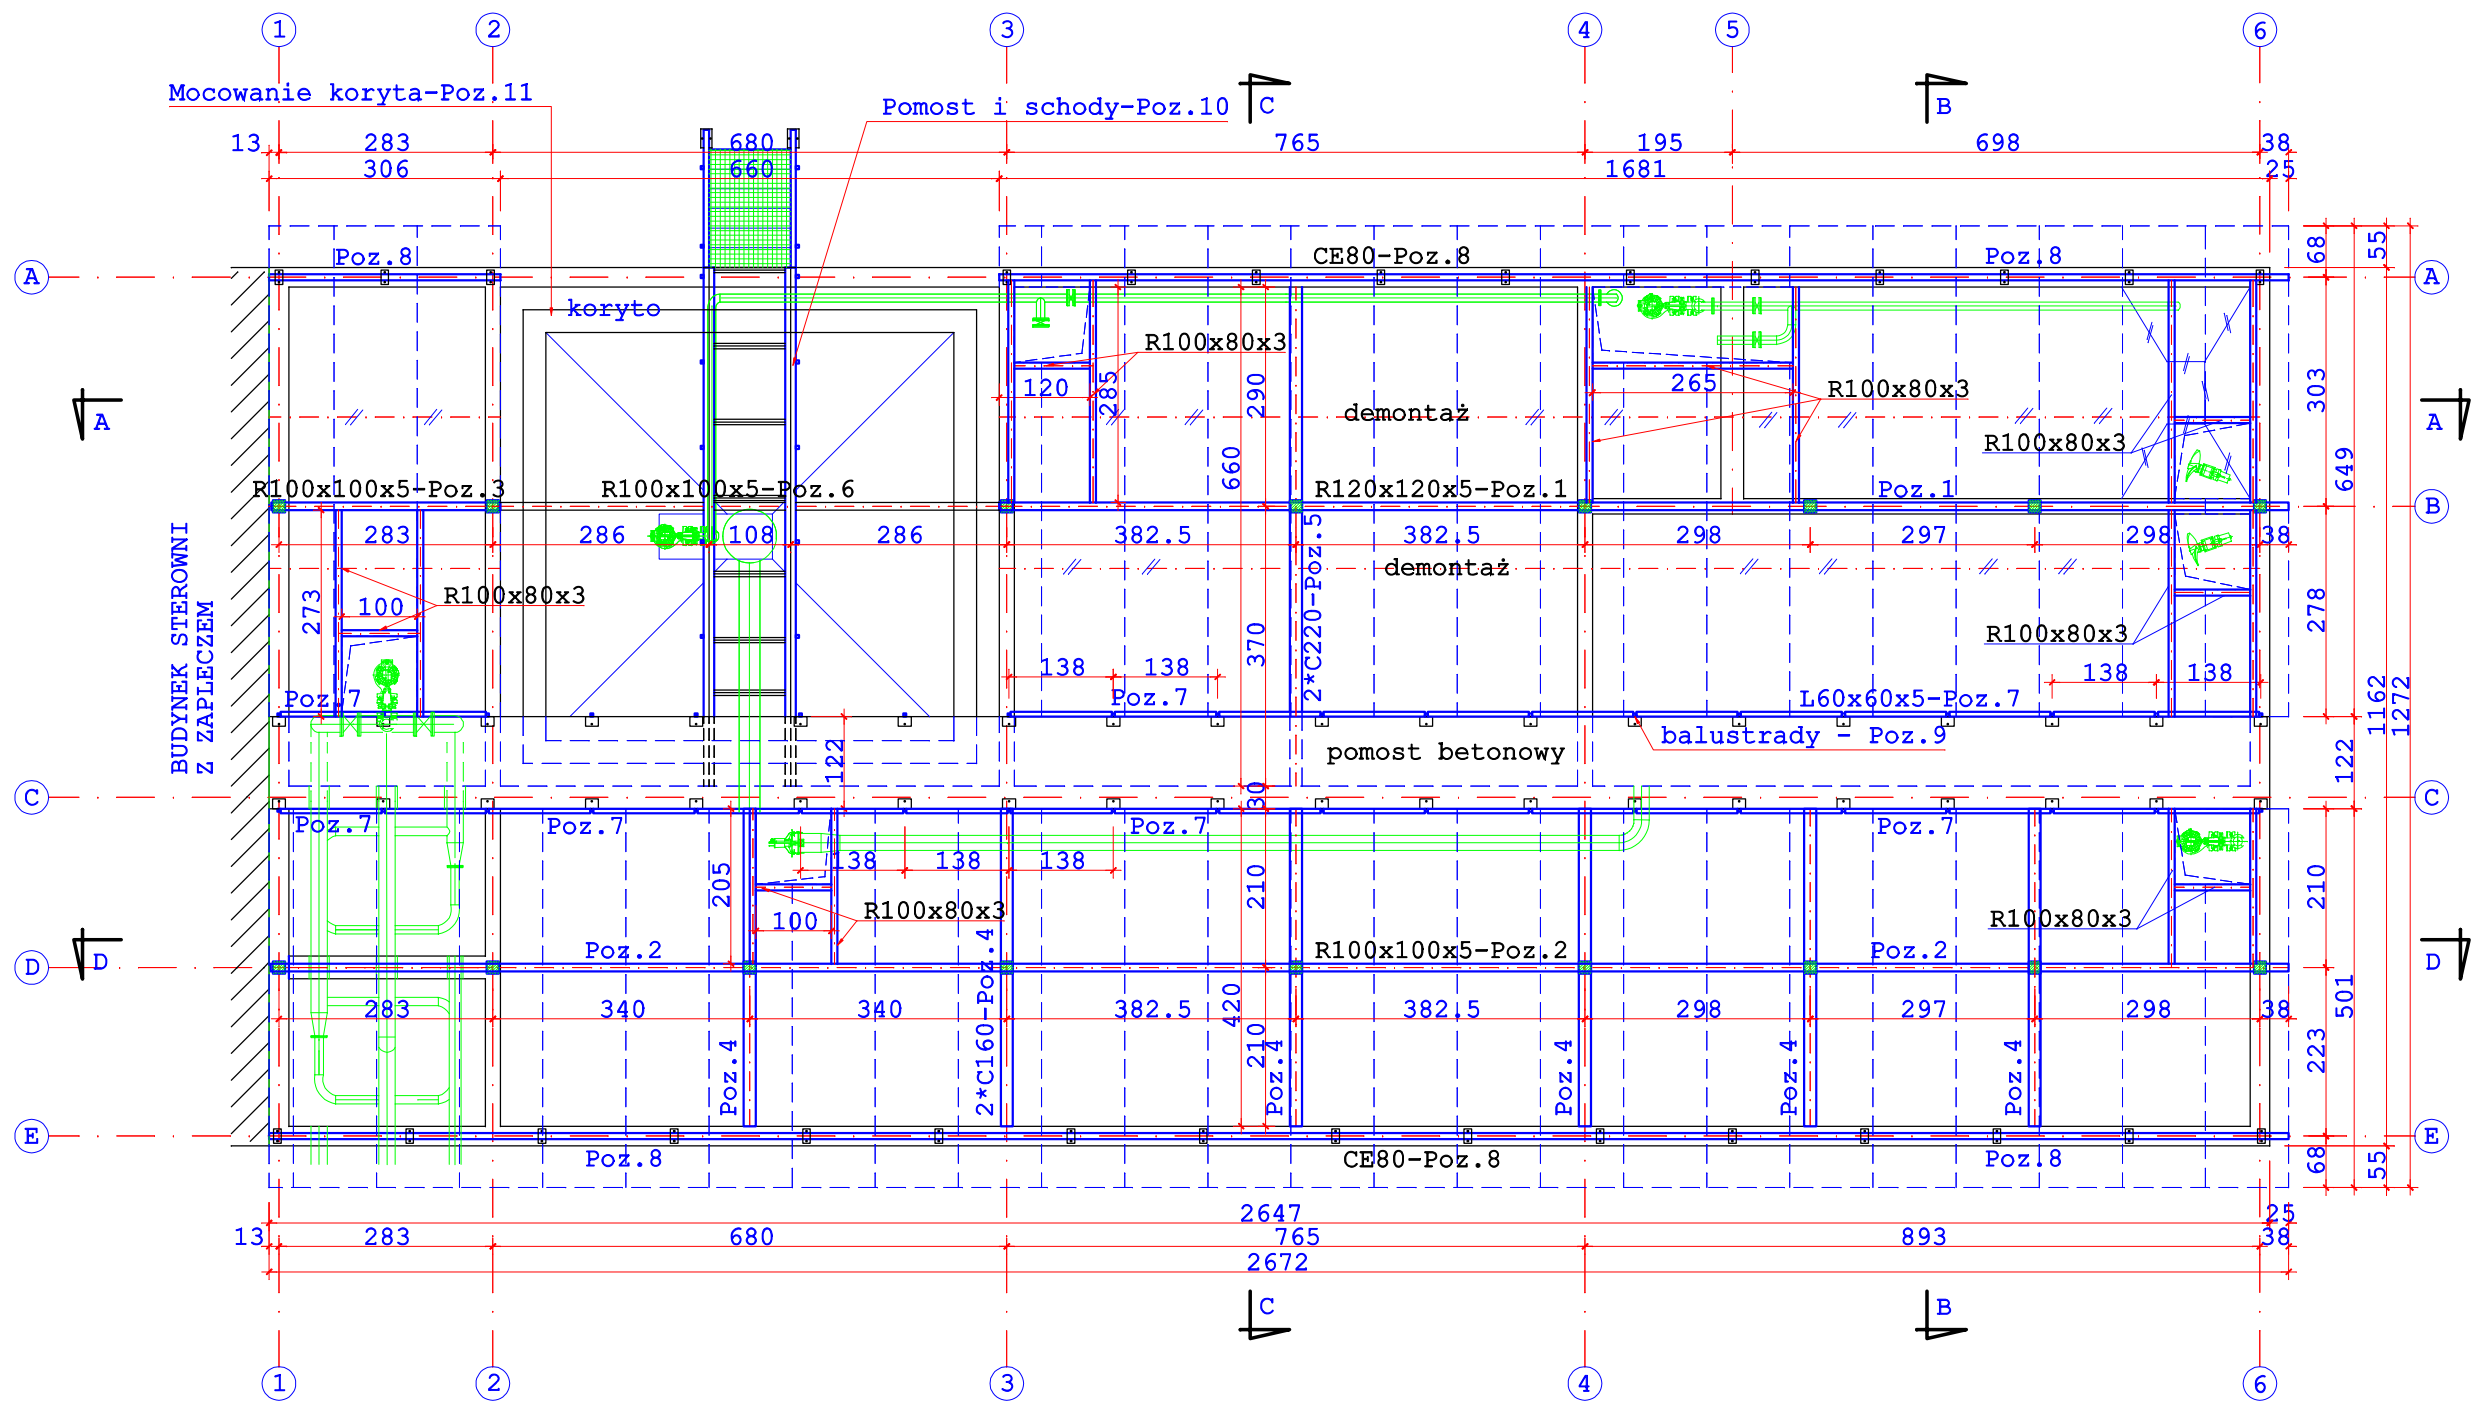 1 2 3 4 5 6
Mocowanie koryta-Poz.11
Pomost i schody-Poz.10
C B
13 283 680 765 195 698 38
306 660 1681 25
68 55
Poz.8 CE80-Poz.8 Poz.8
A A
koryto
R100x80x3
120 285 290 265 303
R100x80x3
A demontaż A
R100x80x3
660 649
R100x100x5-Poz.3 R100x100x5-Poz.6 R120x120x5-Poz.1 Poz.1
B
283 286 108 286 382.5 382.5 298 297 298 38
BUDYNEK STEROWNI
Z ZAPLECZEM
demontaż
2*C220-Poz.5
273 100 R100x80x3 370 278
R100x80x3
138 138 138 138
Poz.7 Poz.7 L60x60x5-Poz.7
1162 1272
balustrady - Poz.9
pomost betonowy
122 122
C 30 C
Poz.7 Poz.7 Poz.7 Poz.7
138 138 138
205 210 210
100 R100x80x3 R100x80x3
D Poz.2 R100x100x5-Poz.2 Poz.2 D
D D
2*C160-Poz.4
283 340 340 382.5 382.5 298 297 298 38
420 501
210 223
Poz.4 Poz.4 Poz.4 Poz.4 Poz.4
E E
Poz.8 CE80-Poz.8 Poz.8
68 55
2647 25
13 283 680 765 893 38
2672
C B
1 2 3 4 6